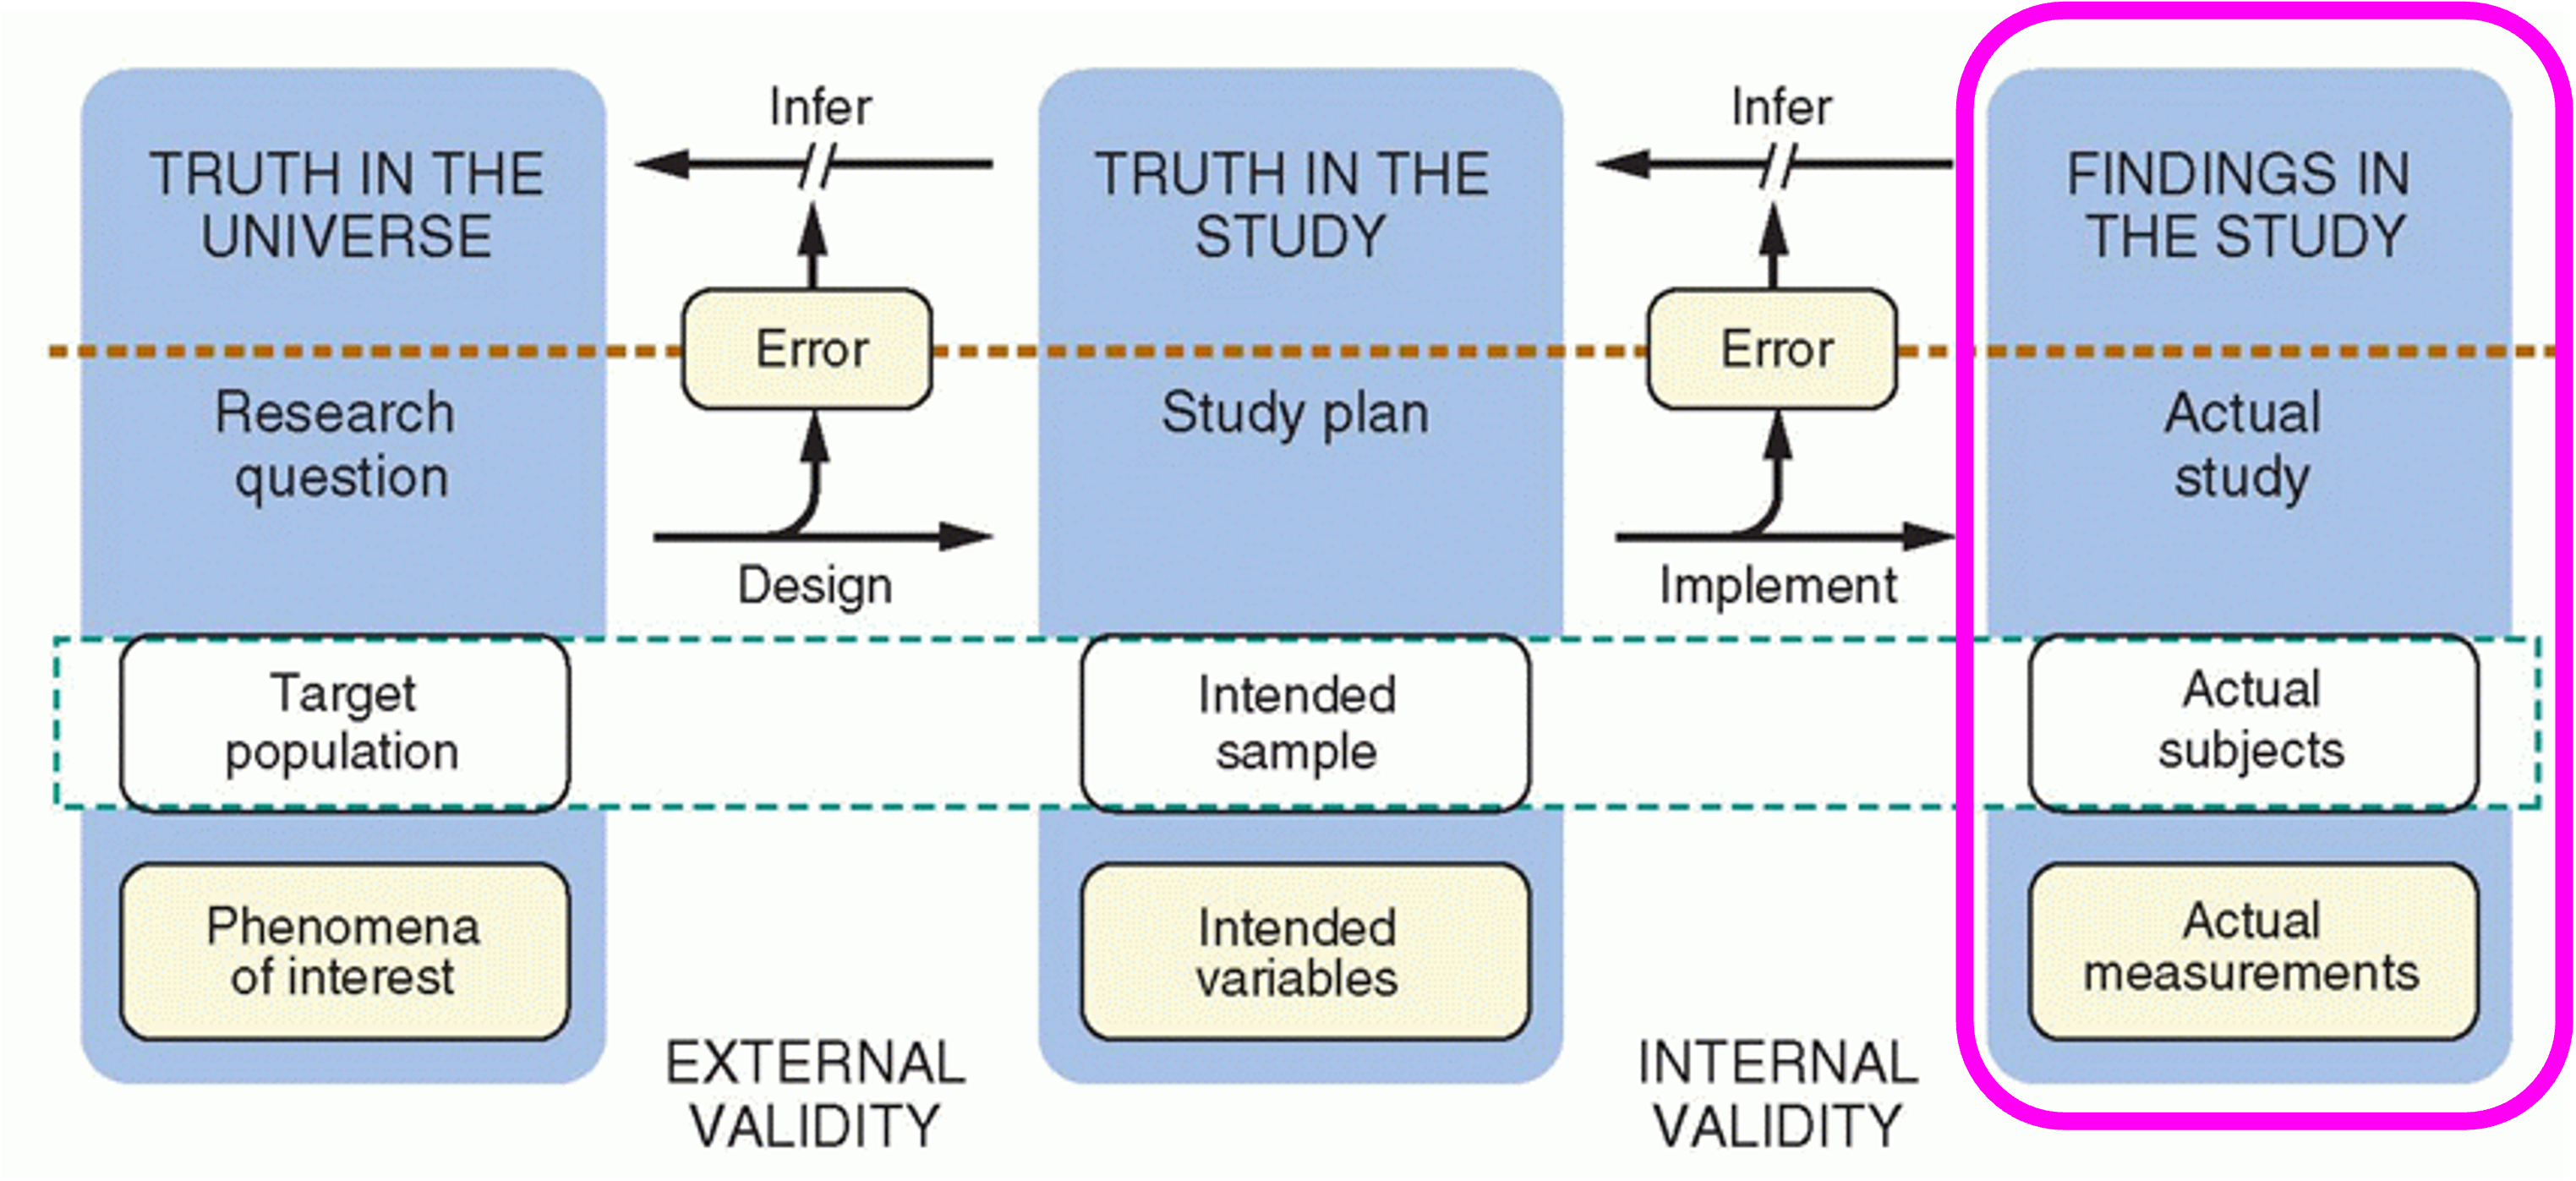 Infer
Infer
TRUTH IN THE
UNIVERSE
TRUTH IN THE
STUDY
FINDINGS IN
THE STUDY
Error
Error
Research
question
Study plan
Actual
study
Design
Implement
Target
population
Intended
sample
Actual
subjects
Phenomena
of interest
Intended
variables
Actual
measurements
EXTERNAL
VALIDITY
INTERNAL
VALIDITY